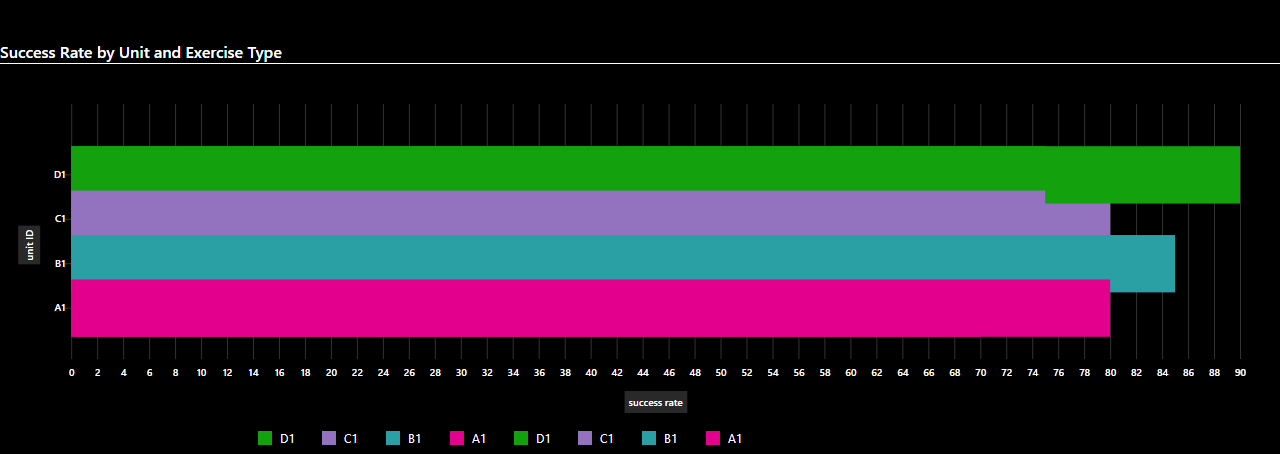 Success Rate by Unit and Exercise Type
D1
C1
B1
A1
unit ID
0 2 4 6 8 10 12 14 16 18 20 22 24 26 28 30 32 34 36 38 40 42 44 46 48 50 52 54 56 58 60 62 64 66 68 70 72 74 76 78 80 82 84 86 88 90
success rate
D1 C1 B1 A1 D1 C1 B1 A1